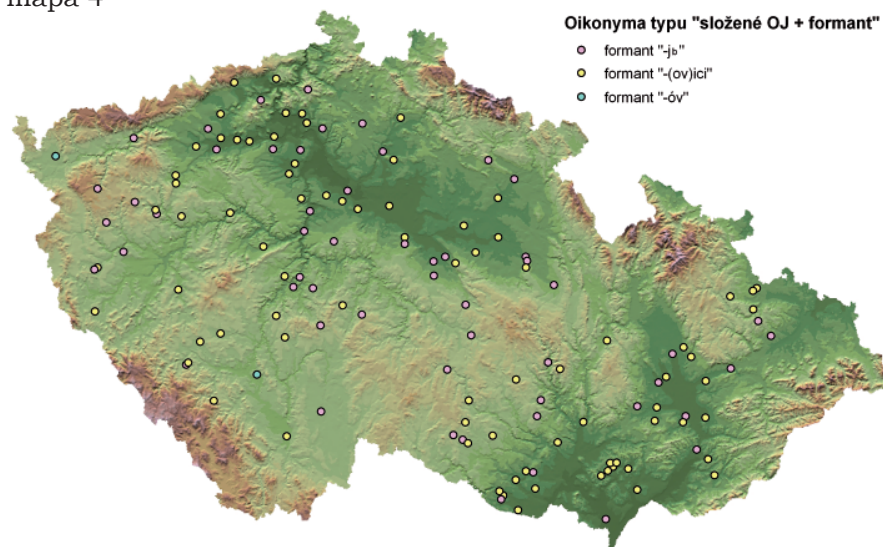 mapa 4
Oikonyma typu "složené OJ + formant"
formant "-jь"
formant "-(ov)ici"
formant "-óv"